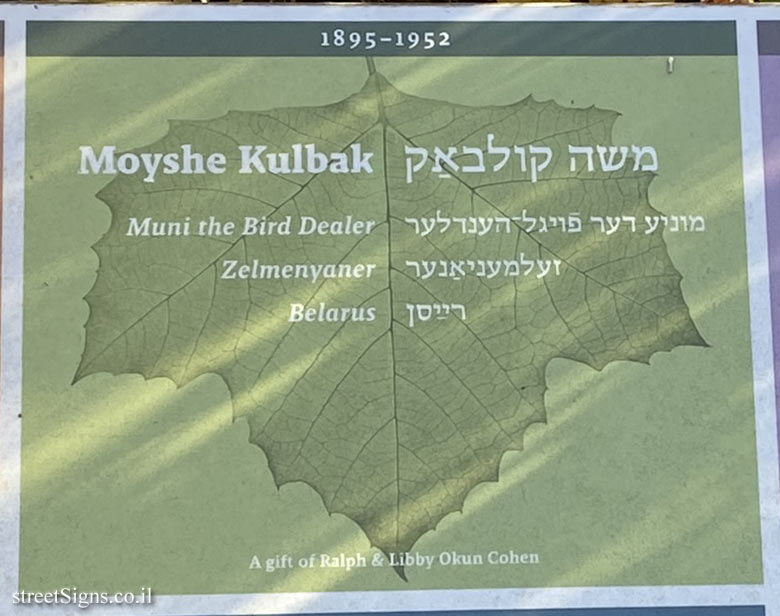 1895–1952
Moyshe Kulbak משה קולבאַק
Muni the Bird Dealer מוניע דער פֿויגל־הענדלער
Zelmenyaner זעלמעניאַנער
Belarus רײַסן
A gift of Ralph & Libby Okun Cohen
streetSigns.co.il